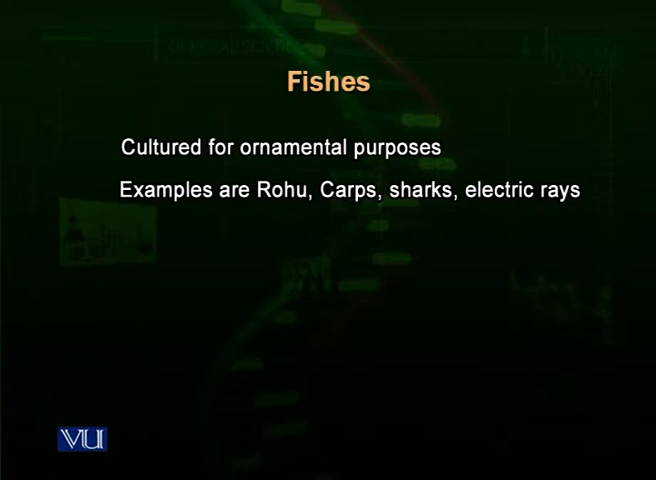 Fishes
Cultured for ornamental purposes
Examples are Rohu, Carps, sharks, electric rays
VU